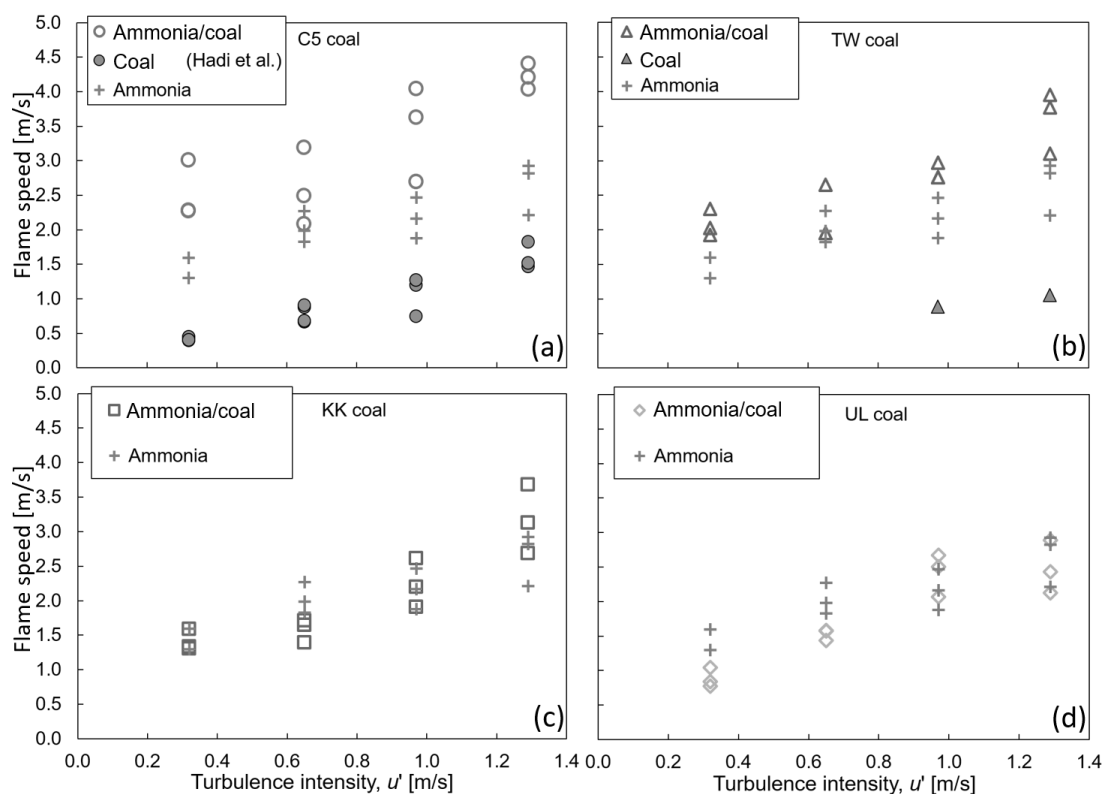 5.0
4.5
4.0
3.5
3.0
2.5
2.0
1.5
1.0
0.5
0.0
Flame speed [m/s]
Ammonia/coal
Coal (Hadi et al.)
Ammonia
C5 coal
(a)
Ammonia/coal
Coal
Ammonia
TW coal
(b)
5.0
4.5
4.0
3.5
3.0
2.5
2.0
1.5
1.0
0.5
0.0
Flame speed [m/s]
Ammonia/coal
Ammonia
KK coal
(c)
0.0 0.2 0.4 0.6 0.8 1.0 1.2 1.4
Turbulence intensity, u' [m/s]
Ammonia/coal
Ammonia
UL coal
(d)
0.0 0.2 0.4 0.6 0.8 1.0 1.2 1.4
Turbulence intensity, u' [m/s]